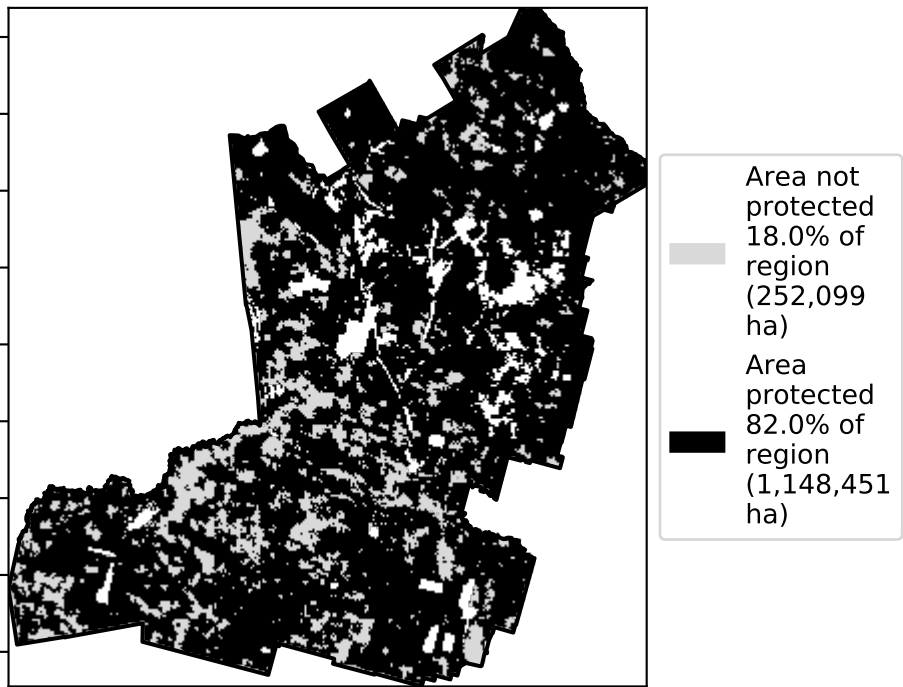 Area not
protected
18.0% of
region
(252,099
ha)
Area
protected
82.0% of
region
(1,148,451
ha)